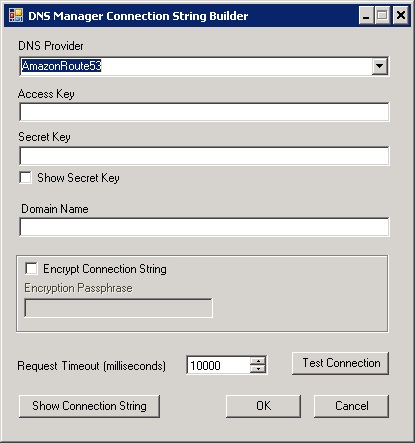 DNS Manager Connection String Builder
DNS Provider
AmazonRoute53
Access Key
Secret Key
Show Secret Key
Domain Name
Encrypt Connection String
Encryption Passphrase
Request Timeout (milliseconds) 10000 Test Connection
Show Connection String OK Cancel